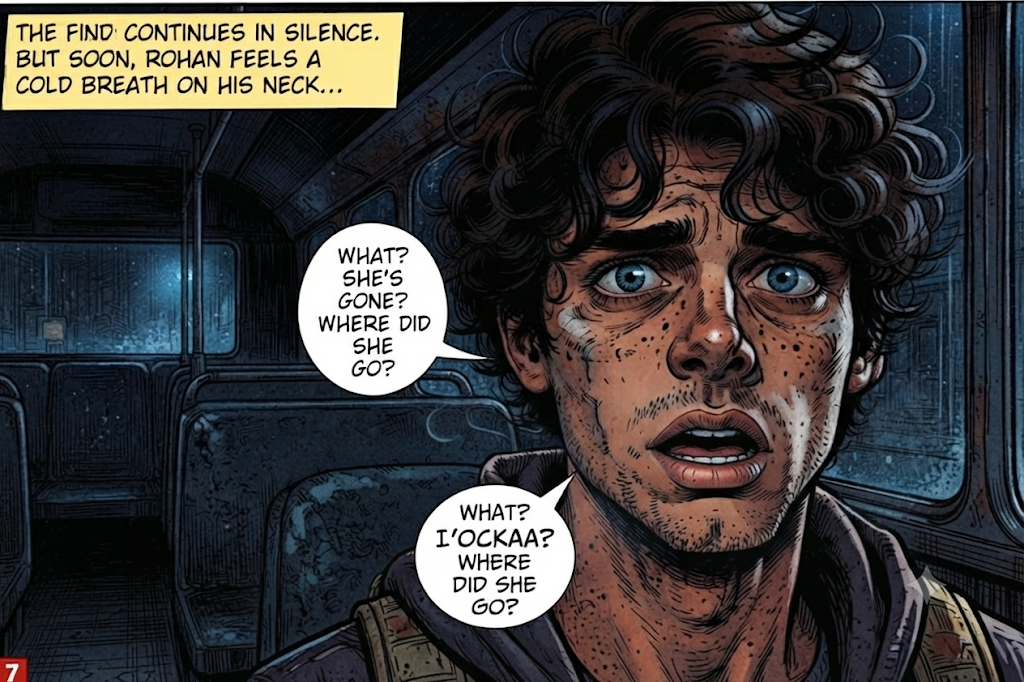 THE FIND CONTINUES IN SILENCE.
BUT SOON, ROHAN FEELS A
COLD BREATH ON HIS NECK...
WHAT?
SHE'S
GONE?
WHERE DID
SHE
GO?
WHAT?
I'OCKAA?
WHERE
DID SHE
GO?
7